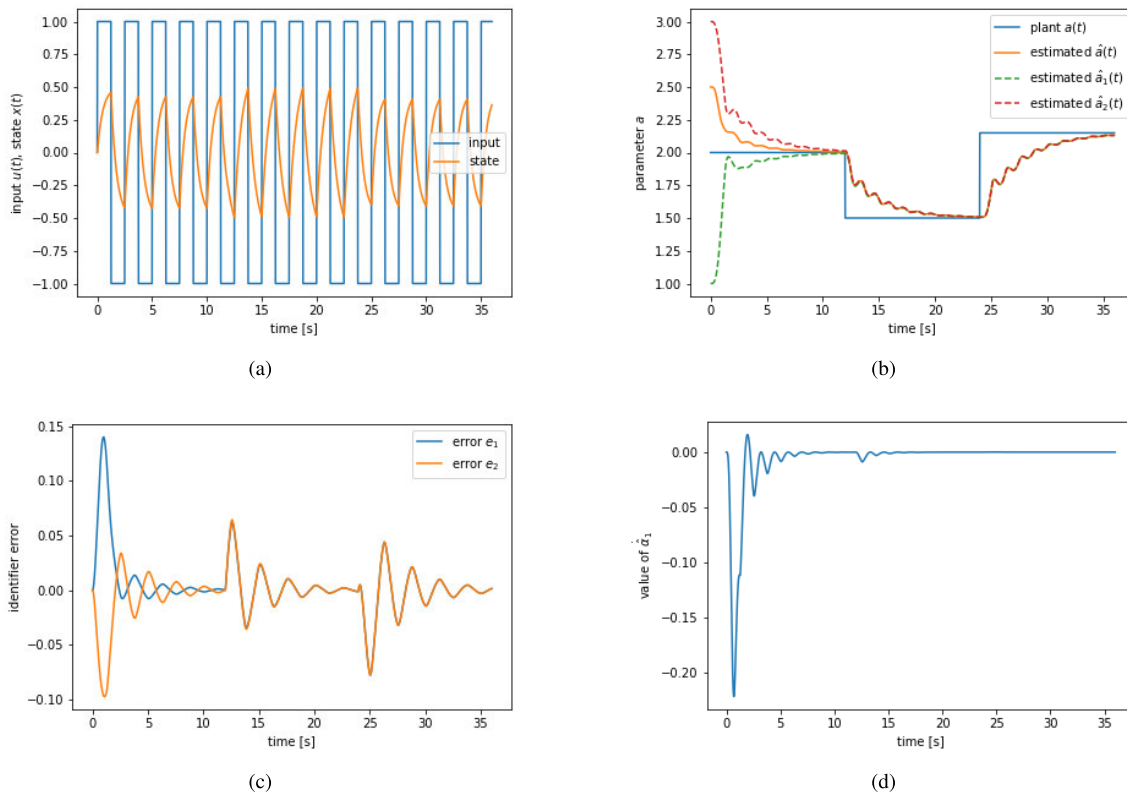 1.00
0.75
0.50
0.25
0.00
−0.25
−0.50
−0.75
−1.00
input u(t), state x(t)
input
state
0 5 10 15 20 25 30 35
time [s]
(a)
3.00
2.75
2.50
2.25
2.00
1.75
1.50
1.25
1.00
parameter a
plant a(t)
estimated â(t)
estimated â₁(t)
estimated â₂(t)
0 5 10 15 20 25 30 35
time [s]
(b)
0.15
0.10
0.05
0.00
−0.05
−0.10
identifier error
error e₁
error e₂
0 5 10 15 20 25 30 35
time [s]
(c)
0.00
−0.05
−0.10
−0.15
−0.20
value of α̂̇₁
0 5 10 15 20 25 30 35
time [s]
(d)